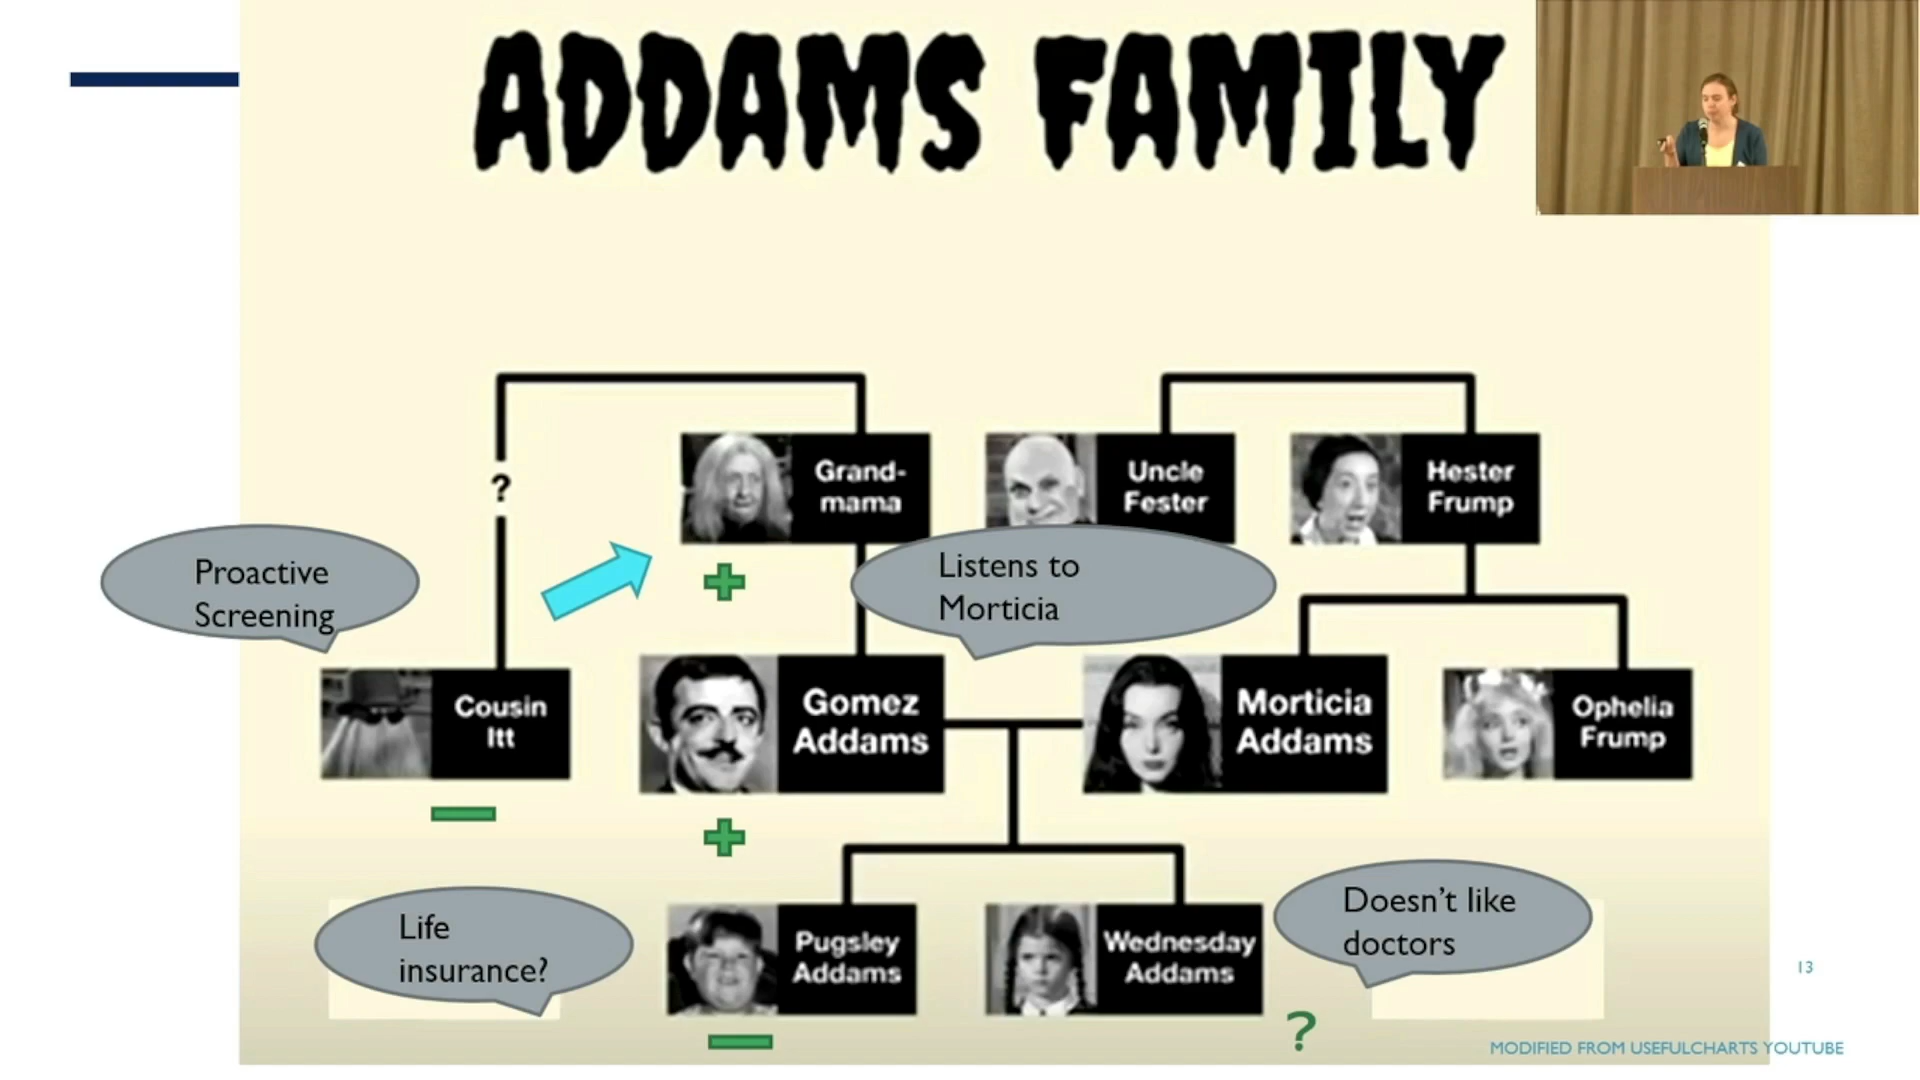 ADDAMS FAMILY
Grand-
mama
Uncle
Fester
Hester
Frump
?
Proactive
Screening
Listens to
Morticia
Cousin
Itt
Gomez
Addams
Morticia
Addams
Ophelia
Frump
Life
insurance?
Pugsley
Addams
Wednesday
Addams
Doesn't like
doctors
?
13
MODIFIED FROM USEFULCHARTS YOUTUBE